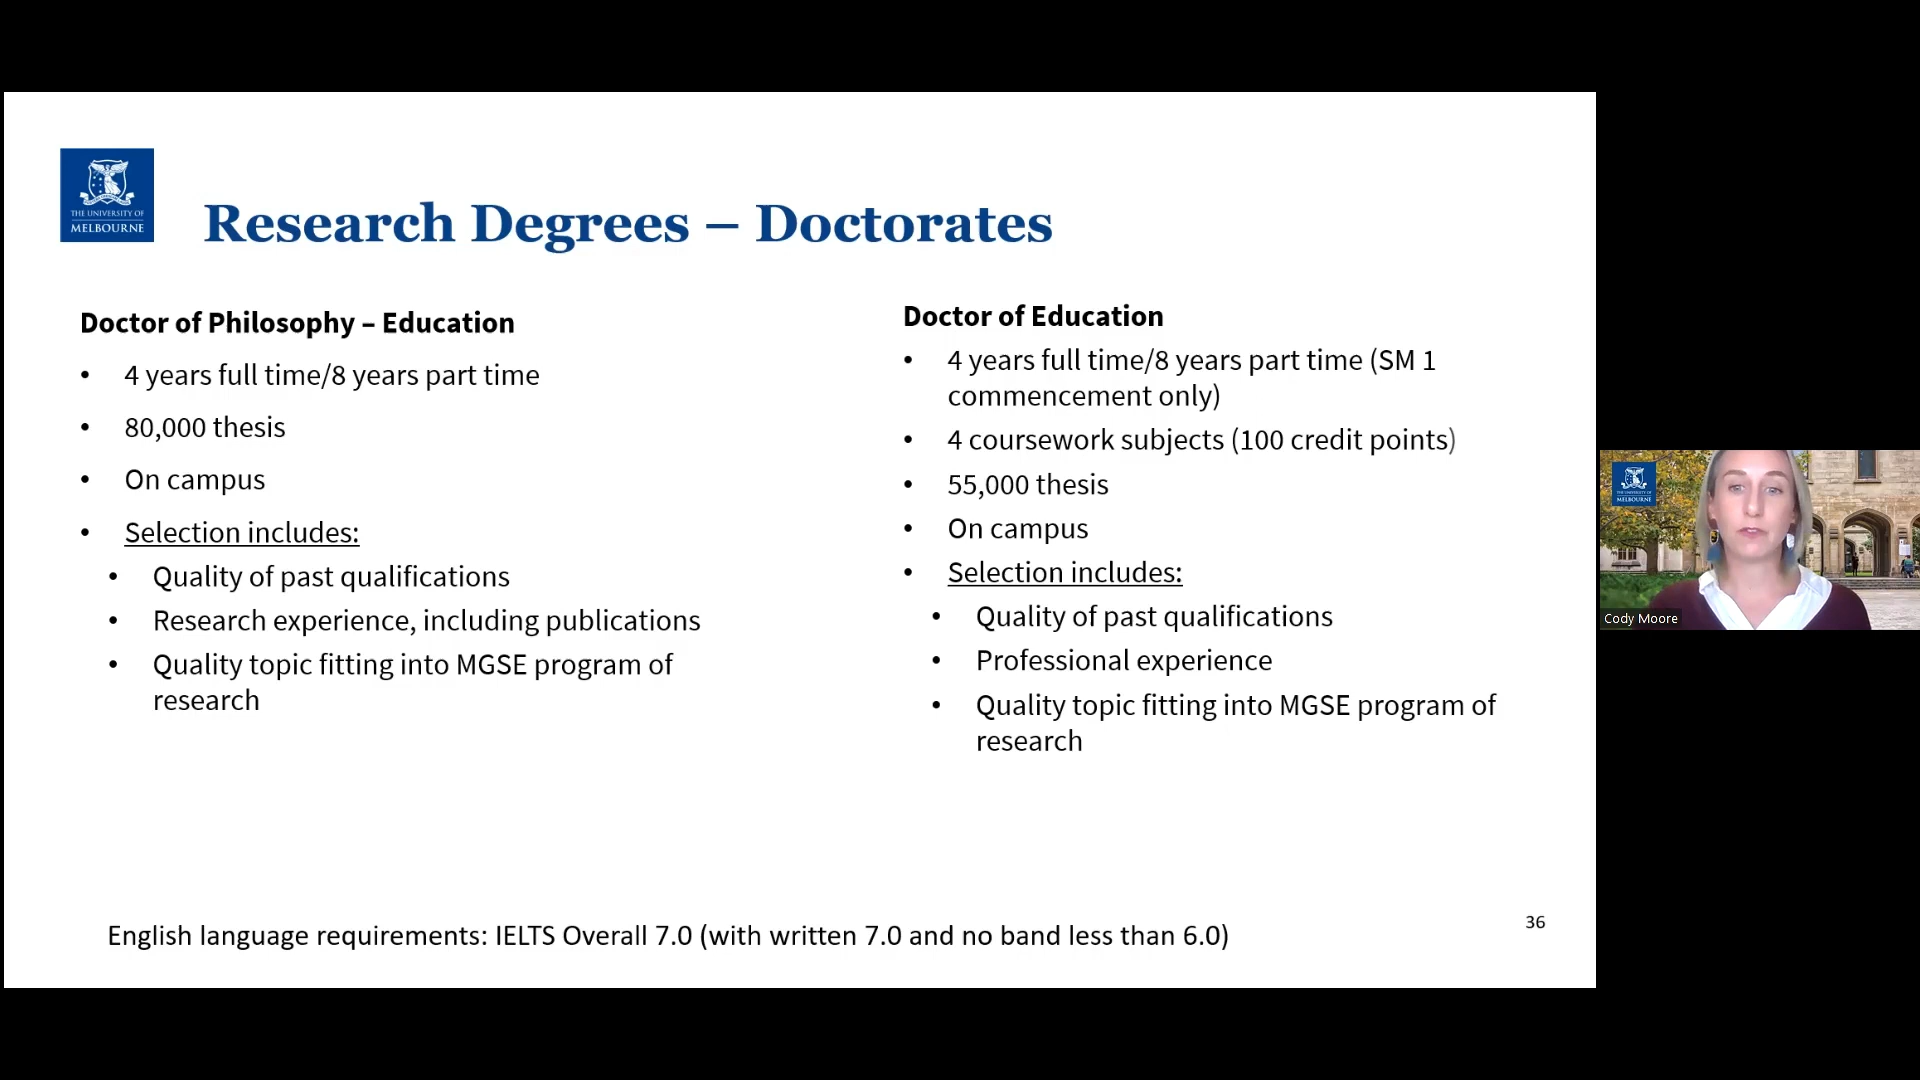 THE UNIVERSITY OF
MELBOURNE
Research Degrees – Doctorates
Doctor of Philosophy – Education
• 4 years full time/8 years part time
• 80,000 thesis
• On campus
• Selection includes:
• Quality of past qualifications
• Research experience, including publications
• Quality topic fitting into MGSE program of
research
Doctor of Education
• 4 years full time/8 years part time (SM 1
commencement only)
• 4 coursework subjects (100 credit points)
• 55,000 thesis
• On campus
• Selection includes:
• Quality of past qualifications
• Professional experience
• Quality topic fitting into MGSE program of
research
English language requirements: IELTS Overall 7.0 (with written 7.0 and no band less than 6.0)
36
THE UNIVERSITY OF
MELBOURNE
Cody Moore